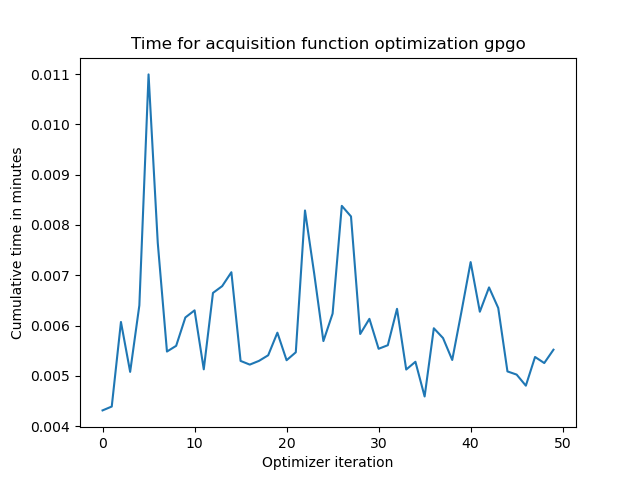 Time for acquisition function optimization gpgo
Cumulative time in minutes
0.011
0.010
0.009
0.008
0.007
0.006
0.005
0.004
0 10 20 30 40 50
Optimizer iteration